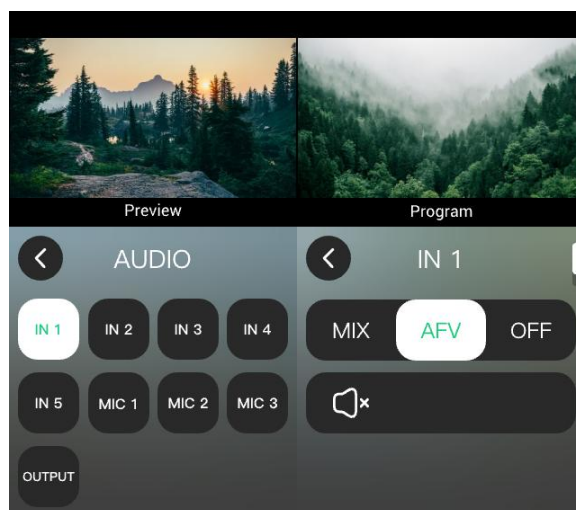 Preview
Program
AUDIO
IN 1
IN 1
IN 2
IN 3
IN 4
MIX
AFV
OFF
IN 5
MIC 1
MIC 2
MIC 3
OUTPUT